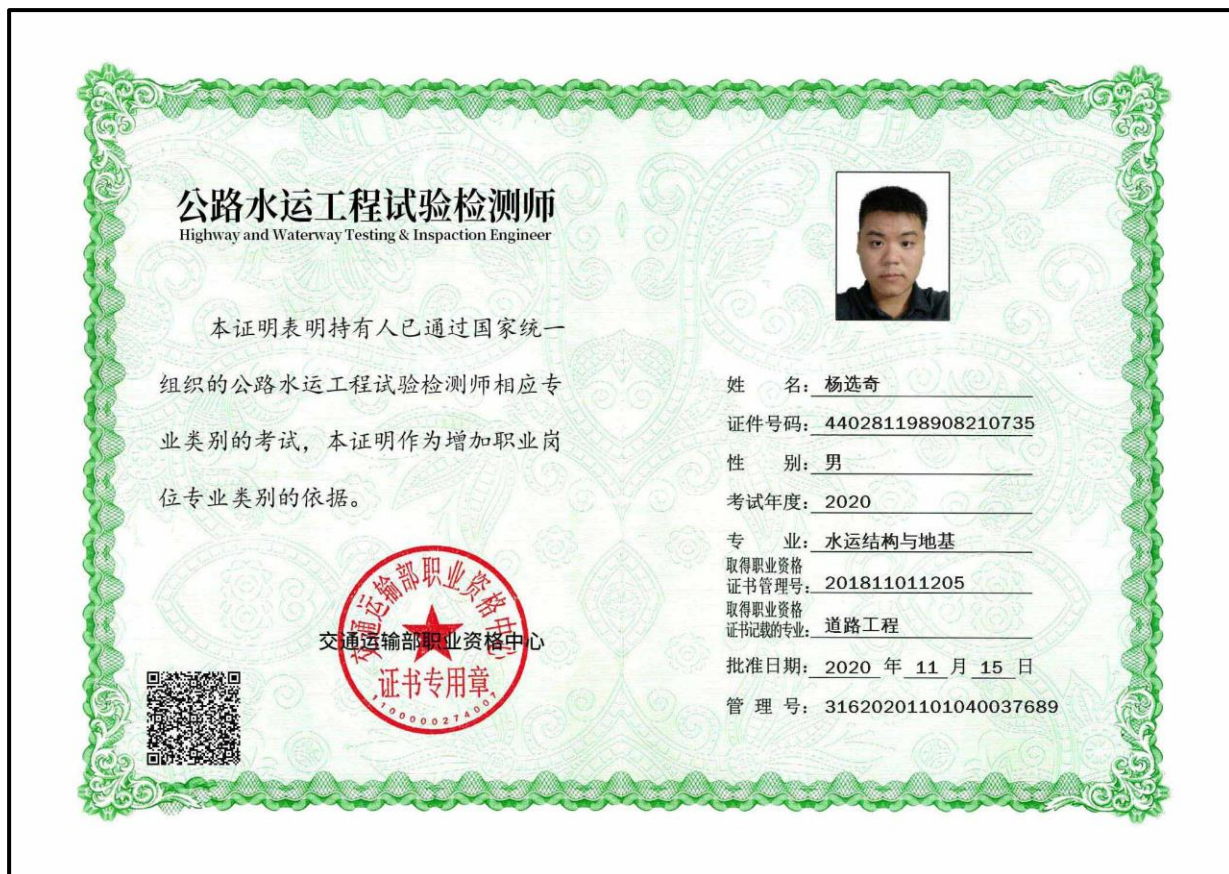 公路水运工程试验检测师
Highway and Waterway Testing & Inspaction Engineer
本证明表明持有人已通过国家统一
组织的公路水运工程试验检测师相应专
业类别的考试，本证明作为增加职业岗
位专业类别的依据。
交通运输部职业资格中心
交通运输部职业资格中心
证书专用章
1100000274007
姓 名：杨选奇
证件号码：440281198908210735
性 别：男
考试年度：2020
专 业：水运结构与地基
取得职业资格
证书管理号：201811011205
取得职业资格
证书记载的专业：道路工程
批准日期：2020 年 11 月 15 日
管 理 号：31620201101040037689